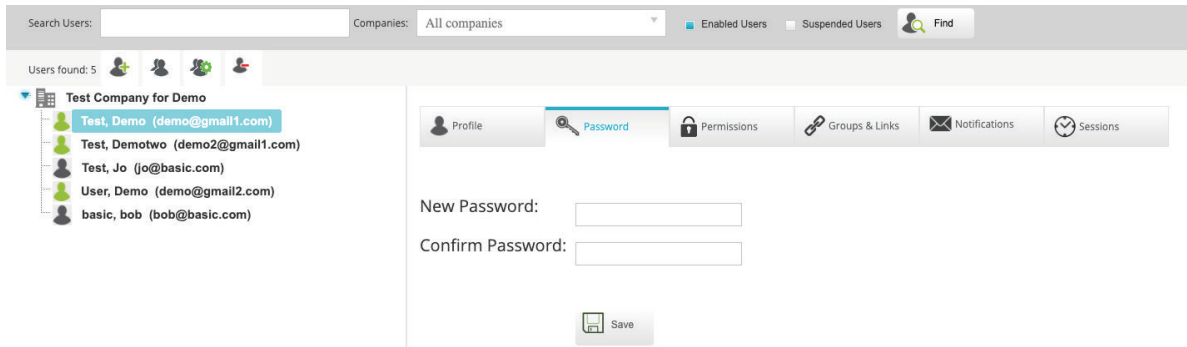 Search Users: Companies: All companies Enabled Users Suspended Users Find
Users found: 5
Test Company for Demo
Test, Demo (demo@gmail1.com)
Test, Demotwo (demo2@gmail1.com)
Test, Jo (jo@basic.com)
User, Demo (demo@gmail2.com)
basic, bob (bob@basic.com)
Profile Password Permissions Groups & Links Notifications Sessions
New Password:
Confirm Password:
Save